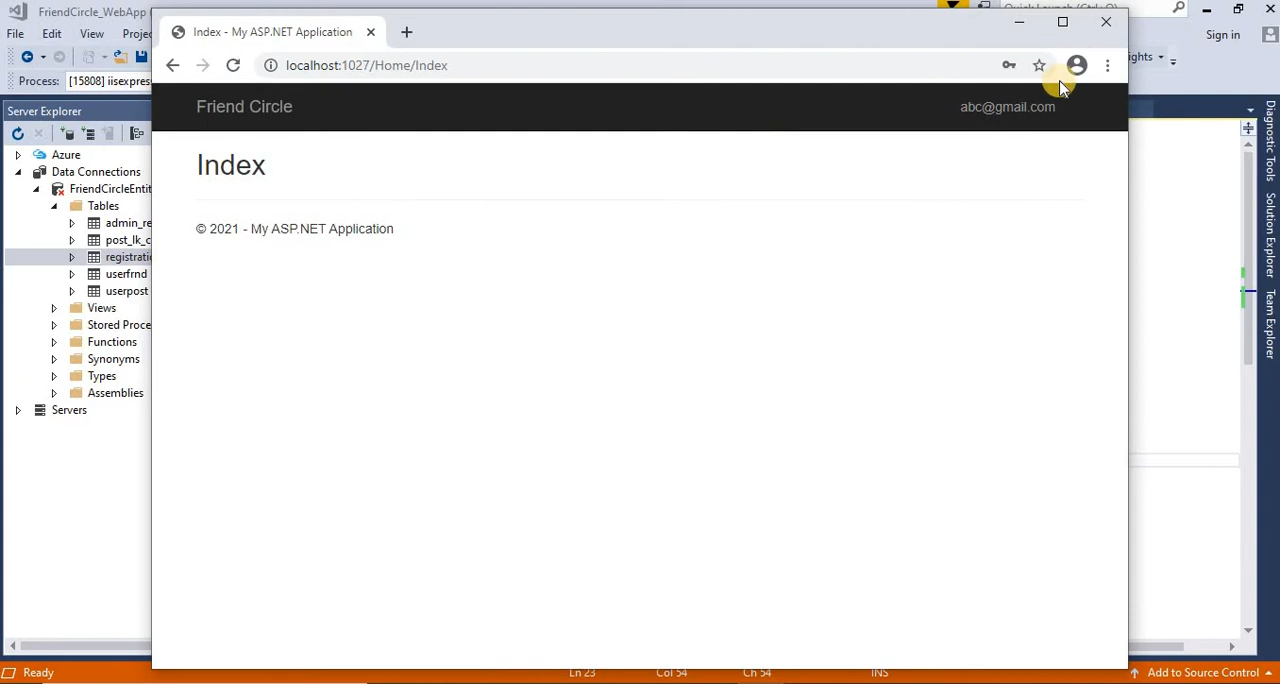 FriendCircle_WebApp
File Edit View
Sign in
Process: [15808] iisexpres
Server Explorer
Azure
Data Connections
FriendCircleEntit
Tables
admin_re
post_lk_c
registratio
userfrnd
userpost
Views
Stored Proce
Functions
Synonyms
Types
Assemblies
Servers
Index - My ASP.NET Application
localhost:1027/Home/Index
Friend Circle
abc@gmail.com
Index
© 2021 - My ASP.NET Application
Diagnostic Tools
Solution Explorer
Team Explorer
Ready
Ln 23 Col 54 Ch 54 INS
Add to Source Control